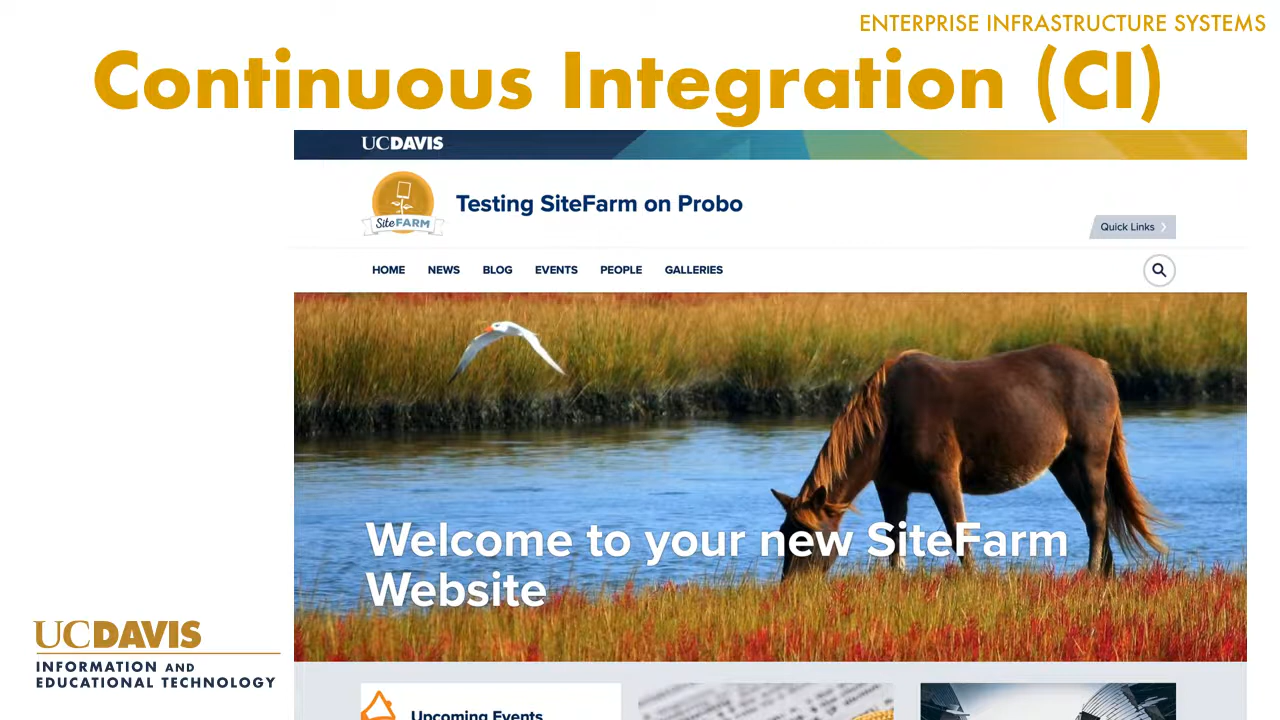 ENTERPRISE INFRASTRUCTURE SYSTEMS
Continuous Integration (CI)
UCDAVIS
SiteFARM
Testing SiteFarm on Probo
Quick Links
HOME NEWS BLOG EVENTS PEOPLE GALLERIES
Welcome to your new SiteFarm
Website
UCDAVIS
INFORMATION AND
EDUCATIONAL TECHNOLOGY
Upcoming Events